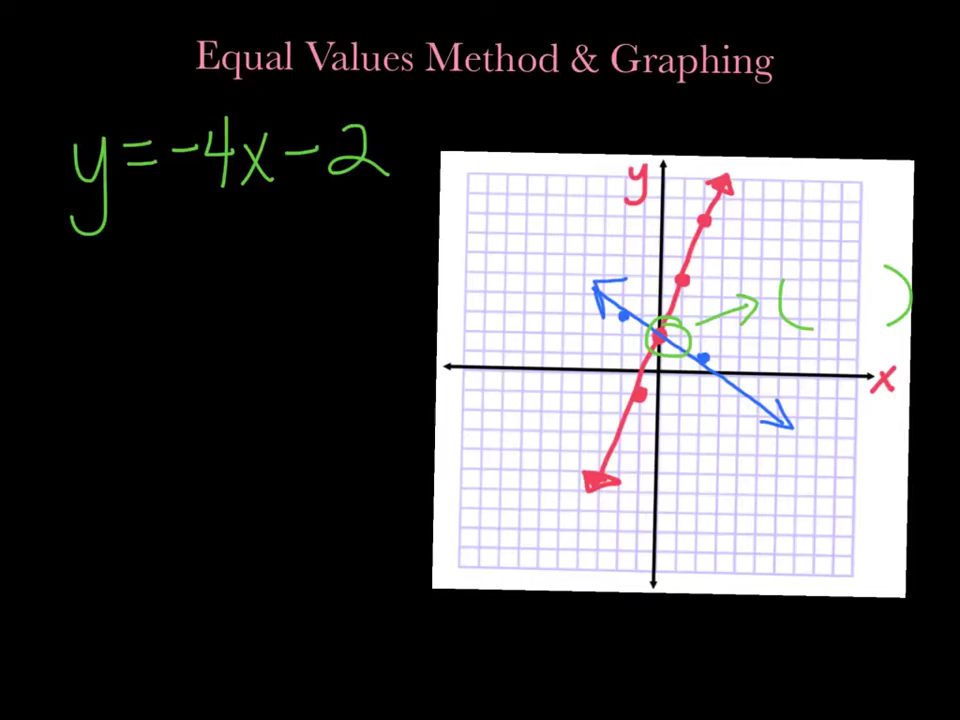 Equal Values Method & Graphing
y = -4x - 2
y
( )
x